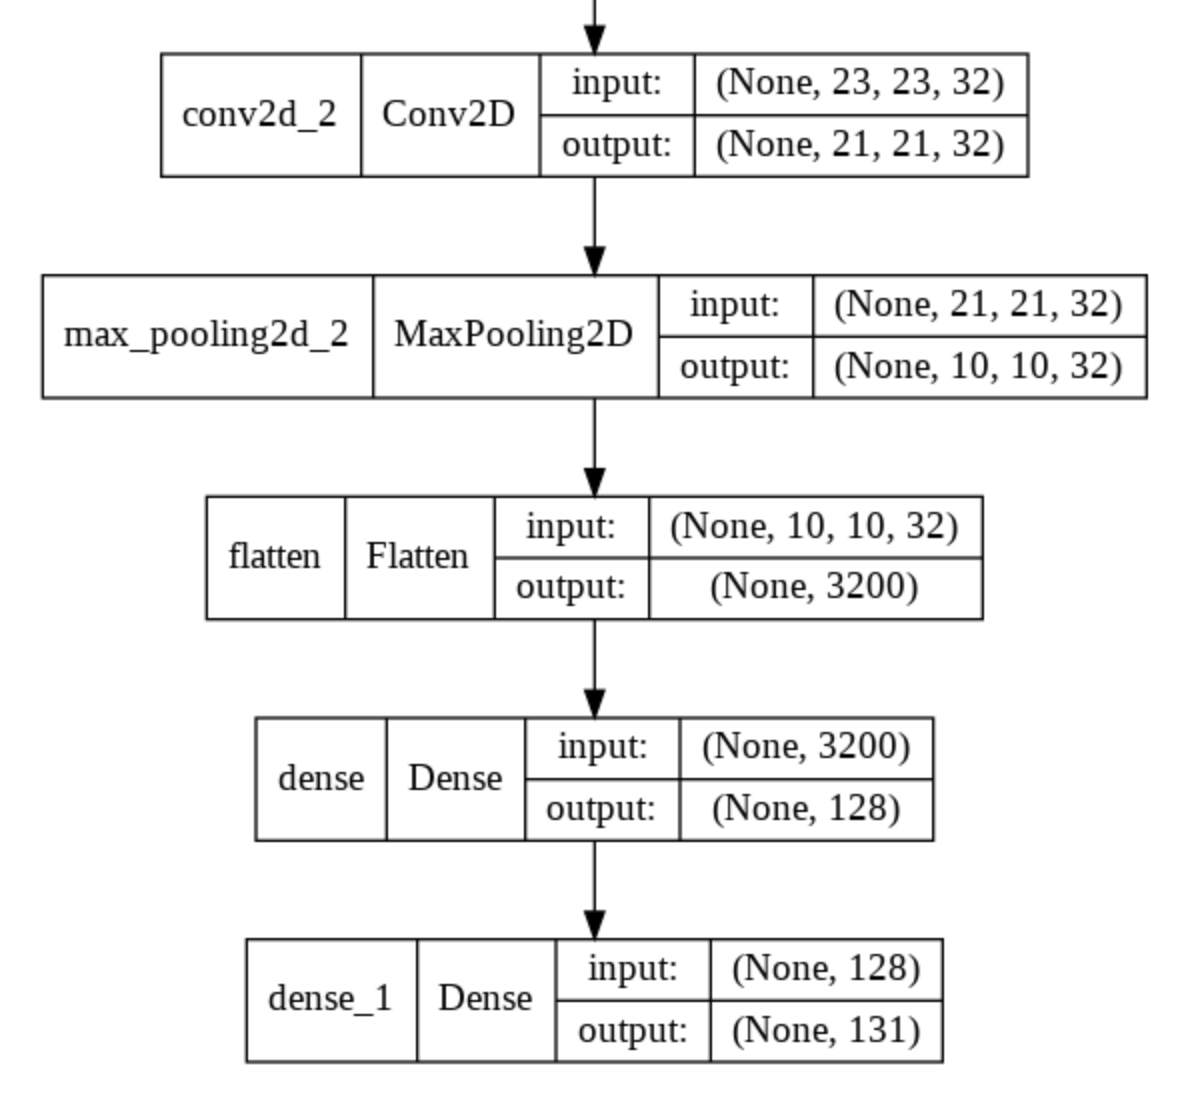 conv2d_2 Conv2D input: (None, 23, 23, 32)
output: (None, 21, 21, 32)
max_pooling2d_2 MaxPooling2D input: (None, 21, 21, 32)
output: (None, 10, 10, 32)
flatten Flatten input: (None, 10, 10, 32)
output: (None, 3200)
dense Dense input: (None, 3200)
output: (None, 128)
dense_1 Dense input: (None, 128)
output: (None, 131)